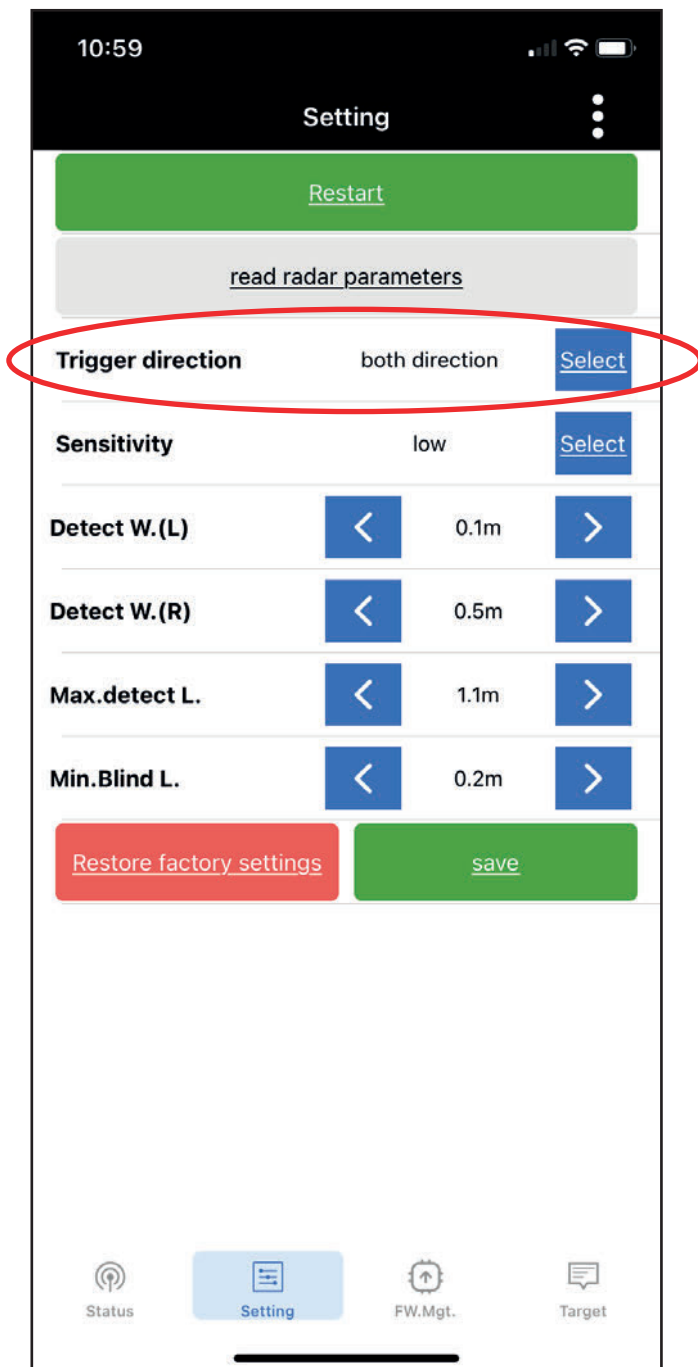 10:59
Setting
Restart
read radar parameters
Trigger direction both direction Select
Sensitivity low Select
Detect W.(L) 0.1m
Detect W.(R) 0.5m
Max.detect L. 1.1m
Min.Blind L. 0.2m
Restore factory settings save
Status Setting FW.Mgt. Target